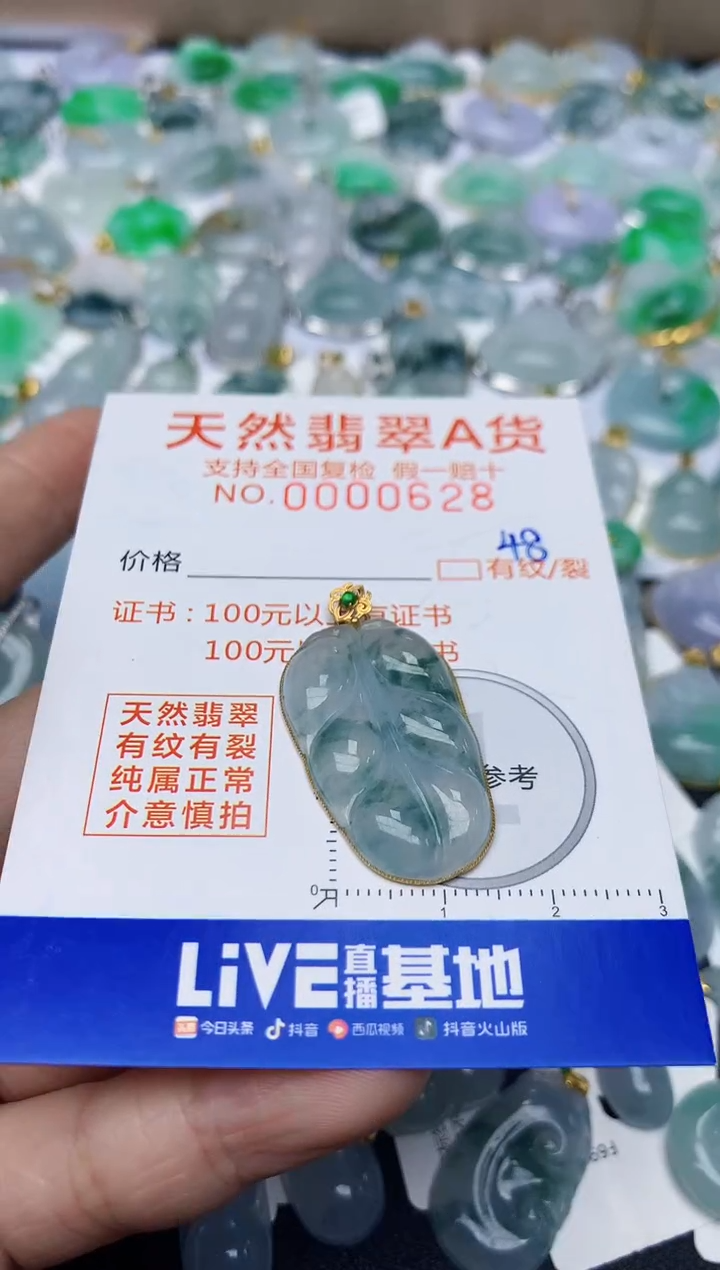 天然翡翠A货
支持全国复检 假一赔十
NO.0000628
48
价格 有纹/裂
证书：100元以 有证书
100元 书
天然翡翠
有纹有裂
纯属正常
介意慎拍
参考
0 1 2 3
LiVE直播基地
今日头条 抖音 西瓜视频 抖音火山版